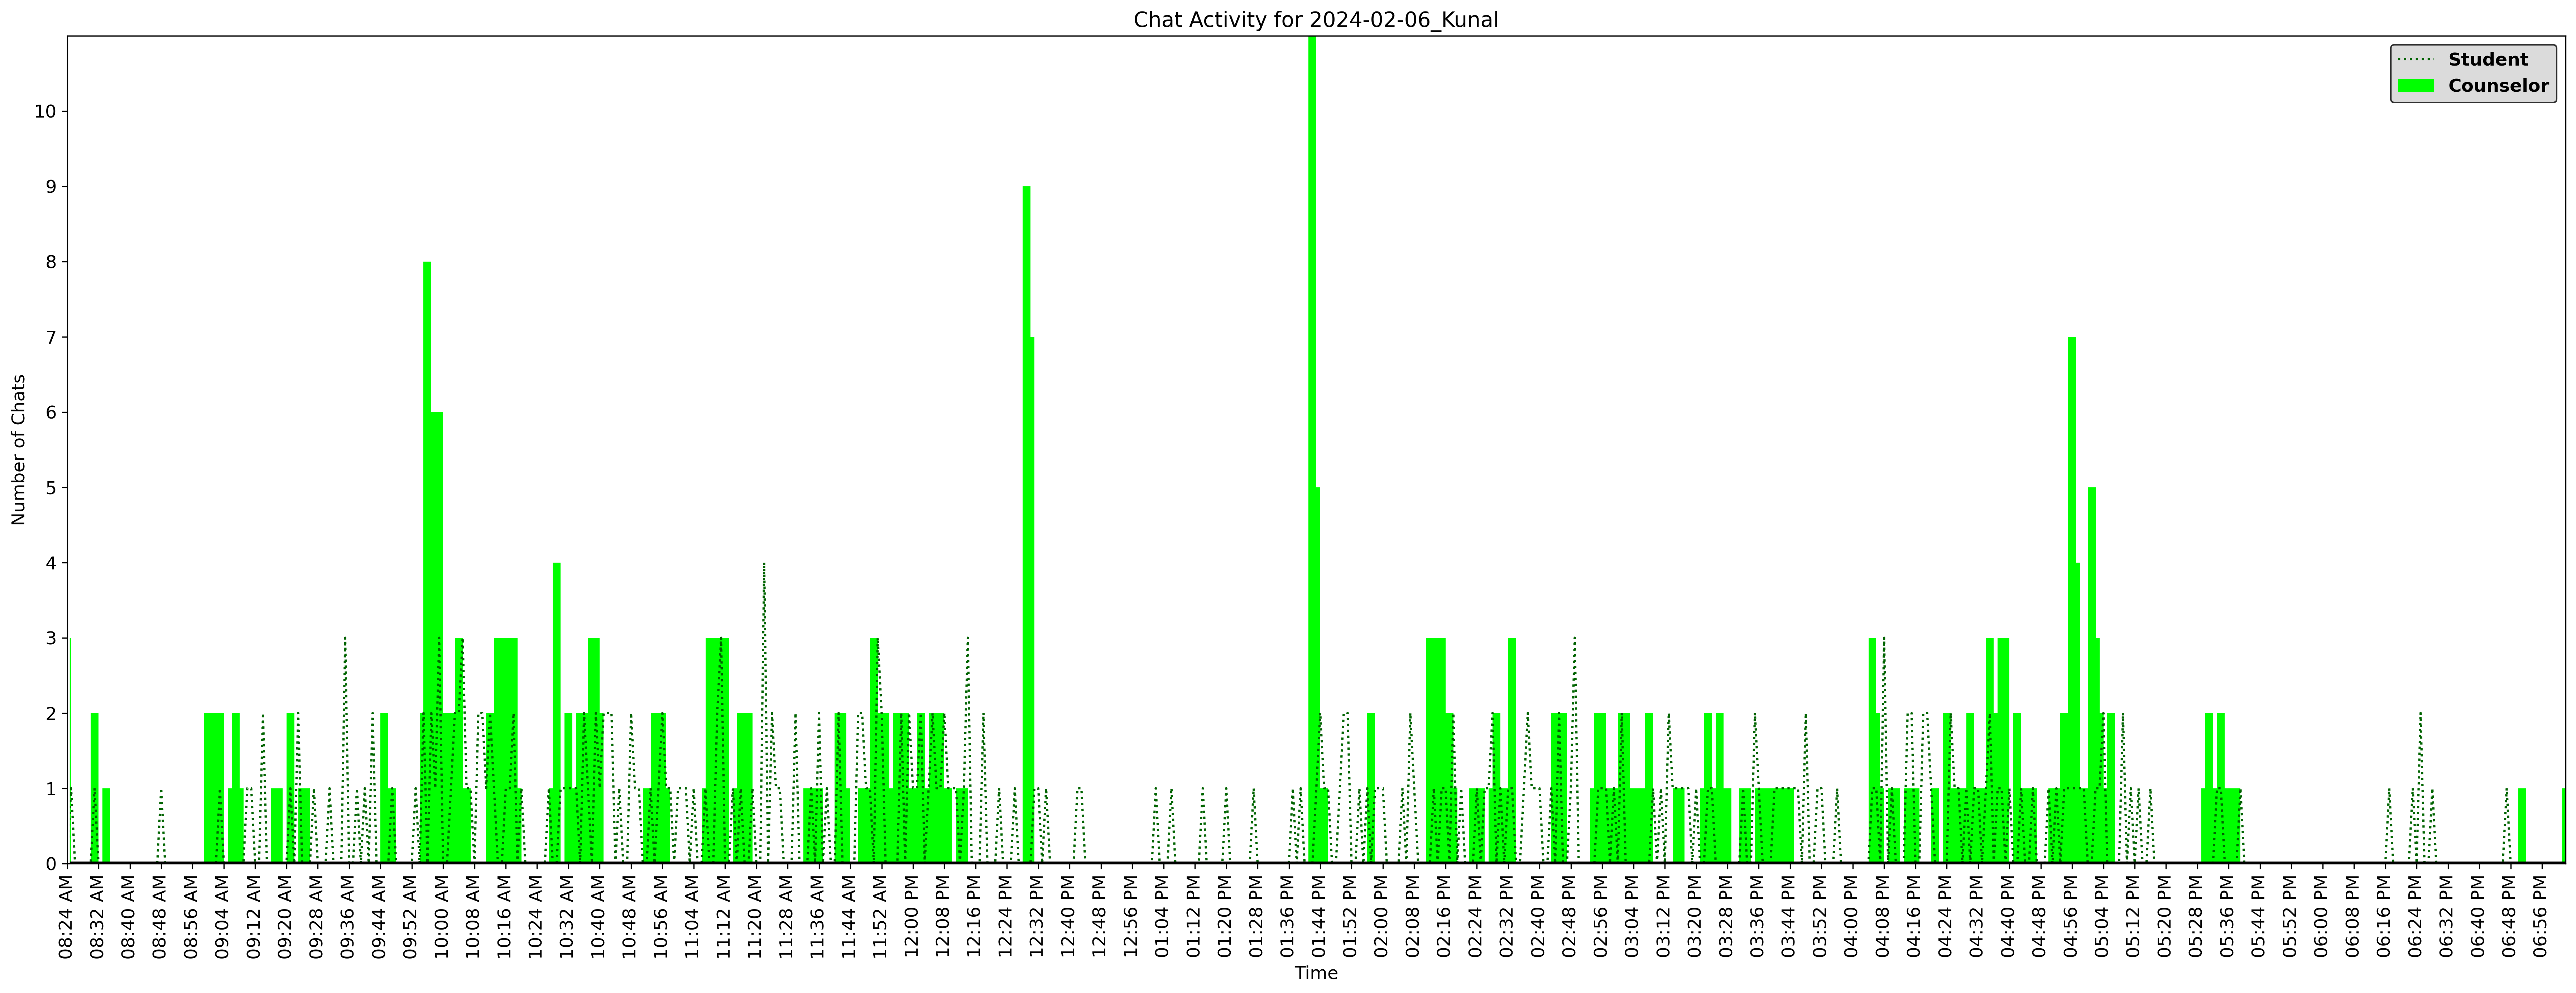 Chat Activity for 2024-02-06_Kunal
Student
Counselor
Number of Chats
10
9
8
7
6
5
4
3
2
1
0
08:24 AM
08:32 AM
08:40 AM
08:48 AM
08:56 AM
09:04 AM
09:12 AM
09:20 AM
09:28 AM
09:36 AM
09:44 AM
09:52 AM
10:00 AM
10:08 AM
10:16 AM
10:24 AM
10:32 AM
10:40 AM
10:48 AM
10:56 AM
11:04 AM
11:12 AM
11:20 AM
11:28 AM
11:36 AM
11:44 AM
11:52 AM
12:00 PM
12:08 PM
12:16 PM
12:24 PM
12:32 PM
12:40 PM
12:48 PM
12:56 PM
01:04 PM
01:12 PM
01:20 PM
01:28 PM
01:36 PM
01:44 PM
01:52 PM
02:00 PM
02:08 PM
02:16 PM
02:24 PM
02:32 PM
02:40 PM
02:48 PM
02:56 PM
03:04 PM
03:12 PM
03:20 PM
03:28 PM
03:36 PM
03:44 PM
03:52 PM
04:00 PM
04:08 PM
04:16 PM
04:24 PM
04:32 PM
04:40 PM
04:48 PM
04:56 PM
05:04 PM
05:12 PM
05:20 PM
05:28 PM
05:36 PM
05:44 PM
05:52 PM
06:00 PM
06:08 PM
06:16 PM
06:24 PM
06:32 PM
06:40 PM
06:48 PM
06:56 PM
Time